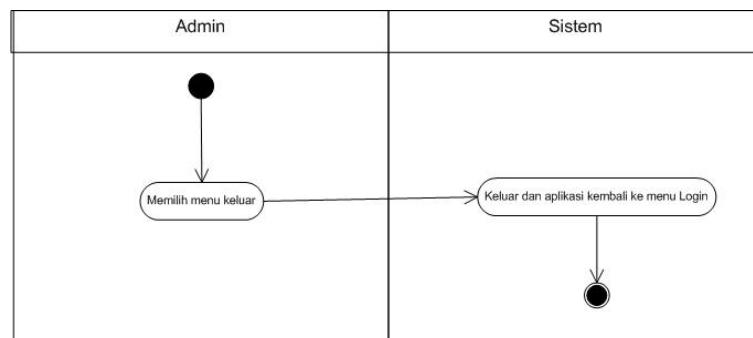 Admin
Sistem
Memilih menu keluar
Keluar dan aplikasi kembali ke menu Login